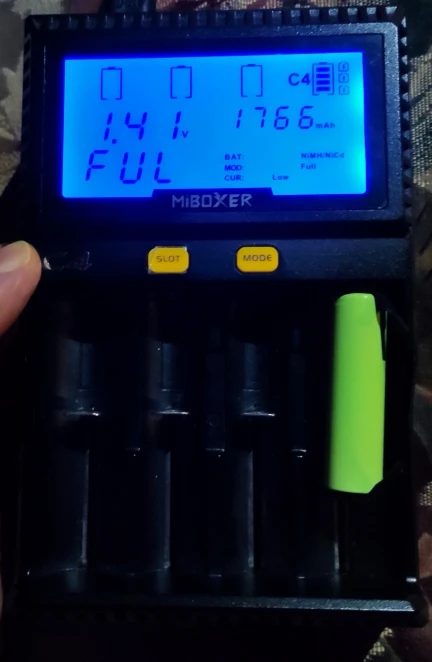 C4
1.41v 1766mAh
FUL
BAT: NiMH/NiCd
MOD: Full
CUR: Low
MiBOXER
SLOT MODE